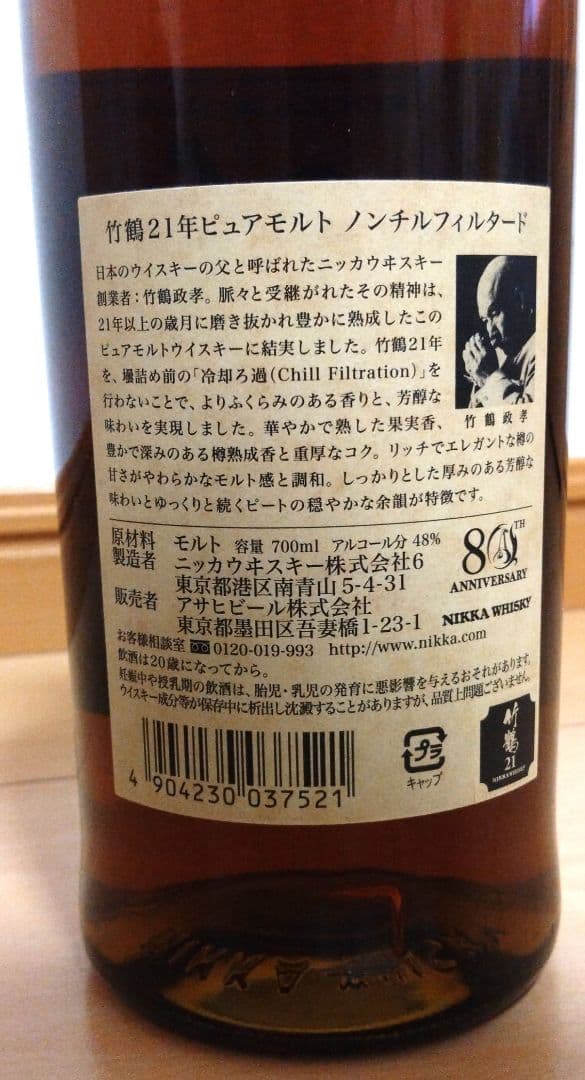 竹鶴21年ピュアモルト ノンチルフィルタード
日本のウイスキーの父と呼ばれたニッカウヰスキー
創業者：竹鶴政孝。脈々と受継がれたその精神は、
21年以上の歳月に磨き抜かれ豊かに熟成したこの
ピュアモルトウイスキーに結実しました。竹鶴21年
を、壜詰め前の「冷却ろ過(Chill Filtration)」を
行わないことで、よりふくらみのある香りと、芳醇な
味わいを実現しました。華やかで熟した果実香、
豊かで深みのある樽熟成香と重厚なコク。リッチでエレガントな樽の
甘さがやわらかなモルト感と調和。しっかりとした厚みのある芳醇な
味わいとゆっくりと続くピートの穏やかな余韻が特徴です。
竹鶴政孝
原材料 モルト 容量 700ml アルコール分 48%
製造者 ニッカウヰスキー株式会社6
東京都港区南青山5-4-31
販売者 アサヒビール株式会社
東京都墨田区吾妻橋1-23-1
80TH
ANNIVERSARY
NIKKA WHISKY
お客様相談室 0120-019-993 http://www.nikka.com
飲酒は20歳になってから。
妊娠中や授乳期の飲酒は、胎児・乳児の発育に悪影響を与えるおそれがあります。
ウイスキー成分等が保存中に析出し沈澱することがありますが、品質上問題ございません。
4 904230 037521
プラ
キャップ
竹鶴
21
NIKKA WHISKY
NIKKA WHISKY